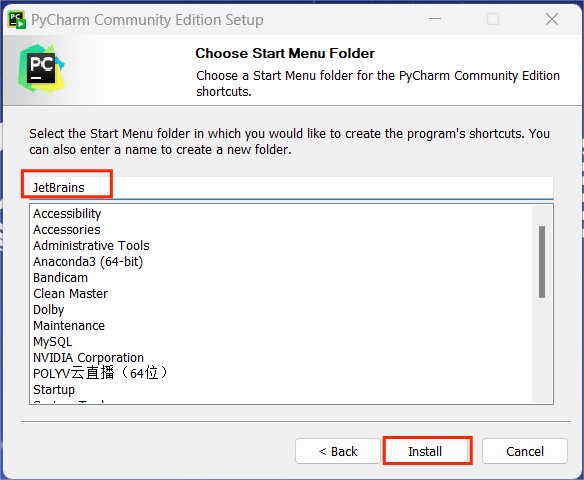 PyCharm Community Edition Setup
PC
Choose Start Menu Folder
Choose a Start Menu folder for the PyCharm Community Edition
shortcuts.
Select the Start Menu folder in which you would like to create the program's shortcuts. You
can also enter a name to create a new folder.
JetBrains
Accessibility
Accessories
Administrative Tools
Anaconda3 (64-bit)
Bandicam
Clean Master
Dolby
Maintenance
MySQL
NVIDIA Corporation
POLYV云直播（64位）
Startup
< Back
Install
Cancel